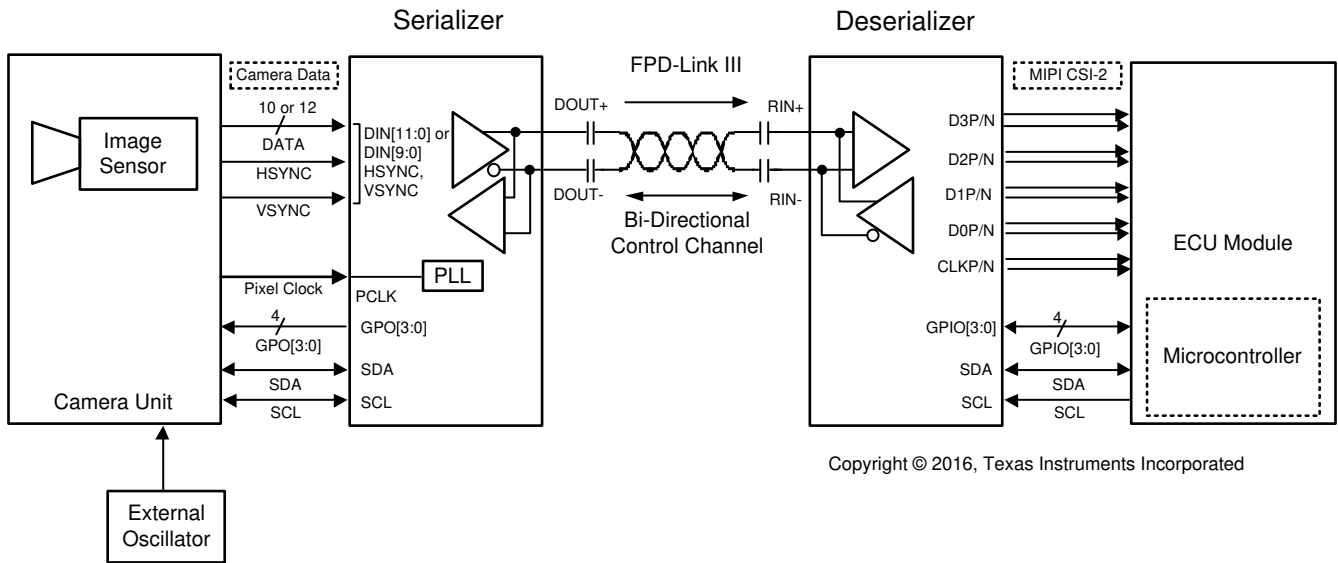 Serializer
Deserializer
Camera Data
FPD-Link III
MIPI CSI-2
10 or 12
DATA
HSYNC
VSYNC
Image
Sensor
DIN[11:0] or
DIN[9:0]
HSYNC,
VSYNC
DOUT+
DOUT-
RIN+
RIN-
Bi-Directional
Control Channel
D3P/N
D2P/N
D1P/N
D0P/N
CLKP/N
ECU Module
Pixel Clock
PCLK
PLL
4
GPO[3:0]
GPO[3:0]
SDA
SDA
SCL
SCL
Camera Unit
GPIO[3:0]
4
GPIO[3:0]
SDA
SDA
SCL
SCL
Microcontroller
Copyright © 2016, Texas Instruments Incorporated
External
Oscillator